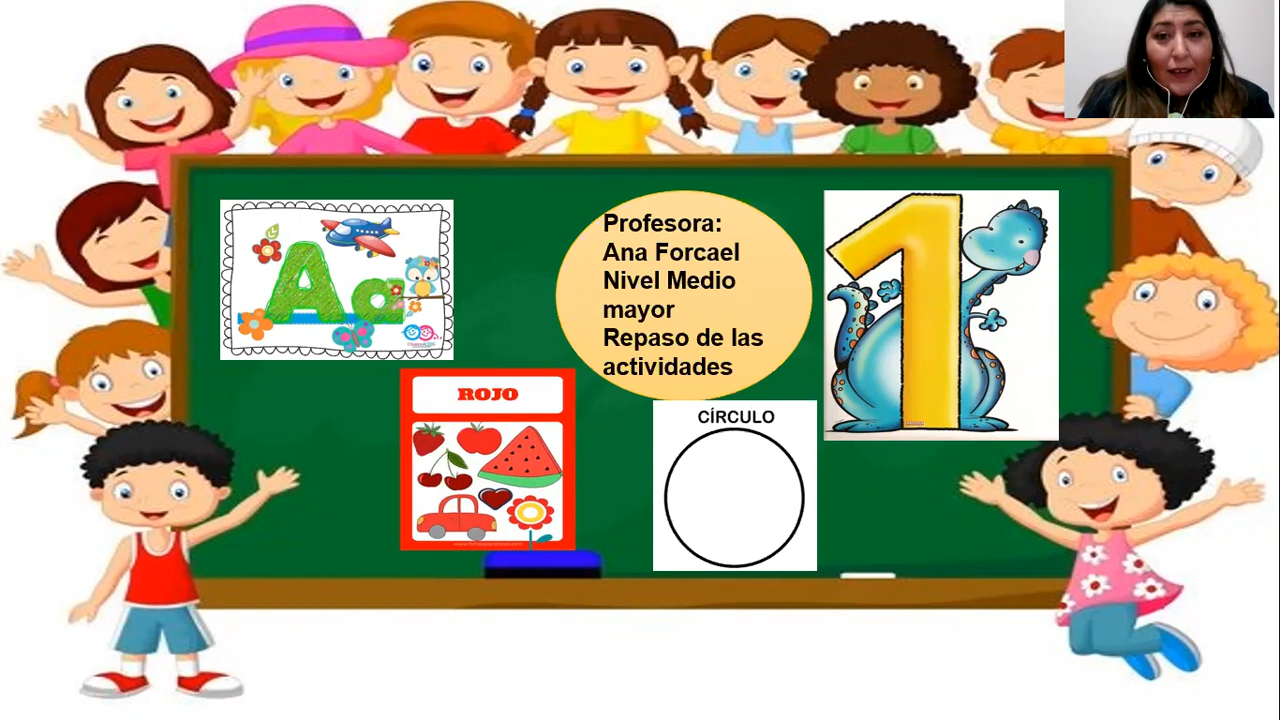 Aa
Profesora:
Ana Forcael
Nivel Medio
mayor
Repaso de las
actividades
1
ROJO
CÍRCULO